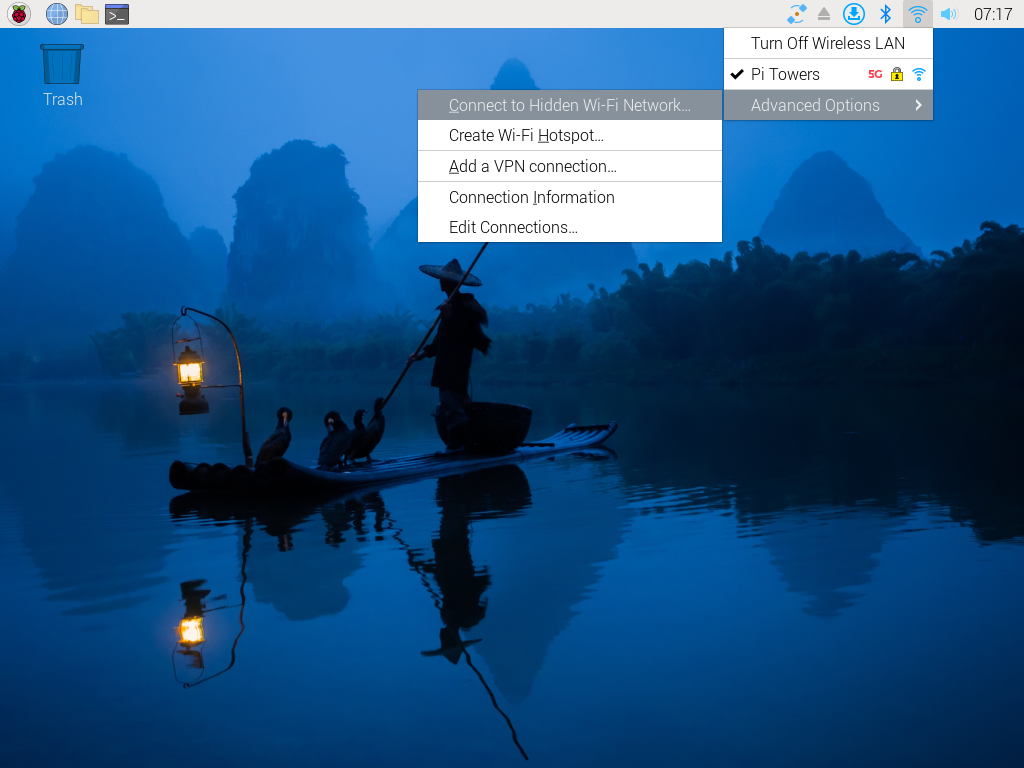 07:17
Trash
Turn Off Wireless LAN
Pi Towers 5G
Advanced Options
Connect to Hidden Wi-Fi Network...
Create Wi-Fi Hotspot...
Add a VPN connection...
Connection Information
Edit Connections...